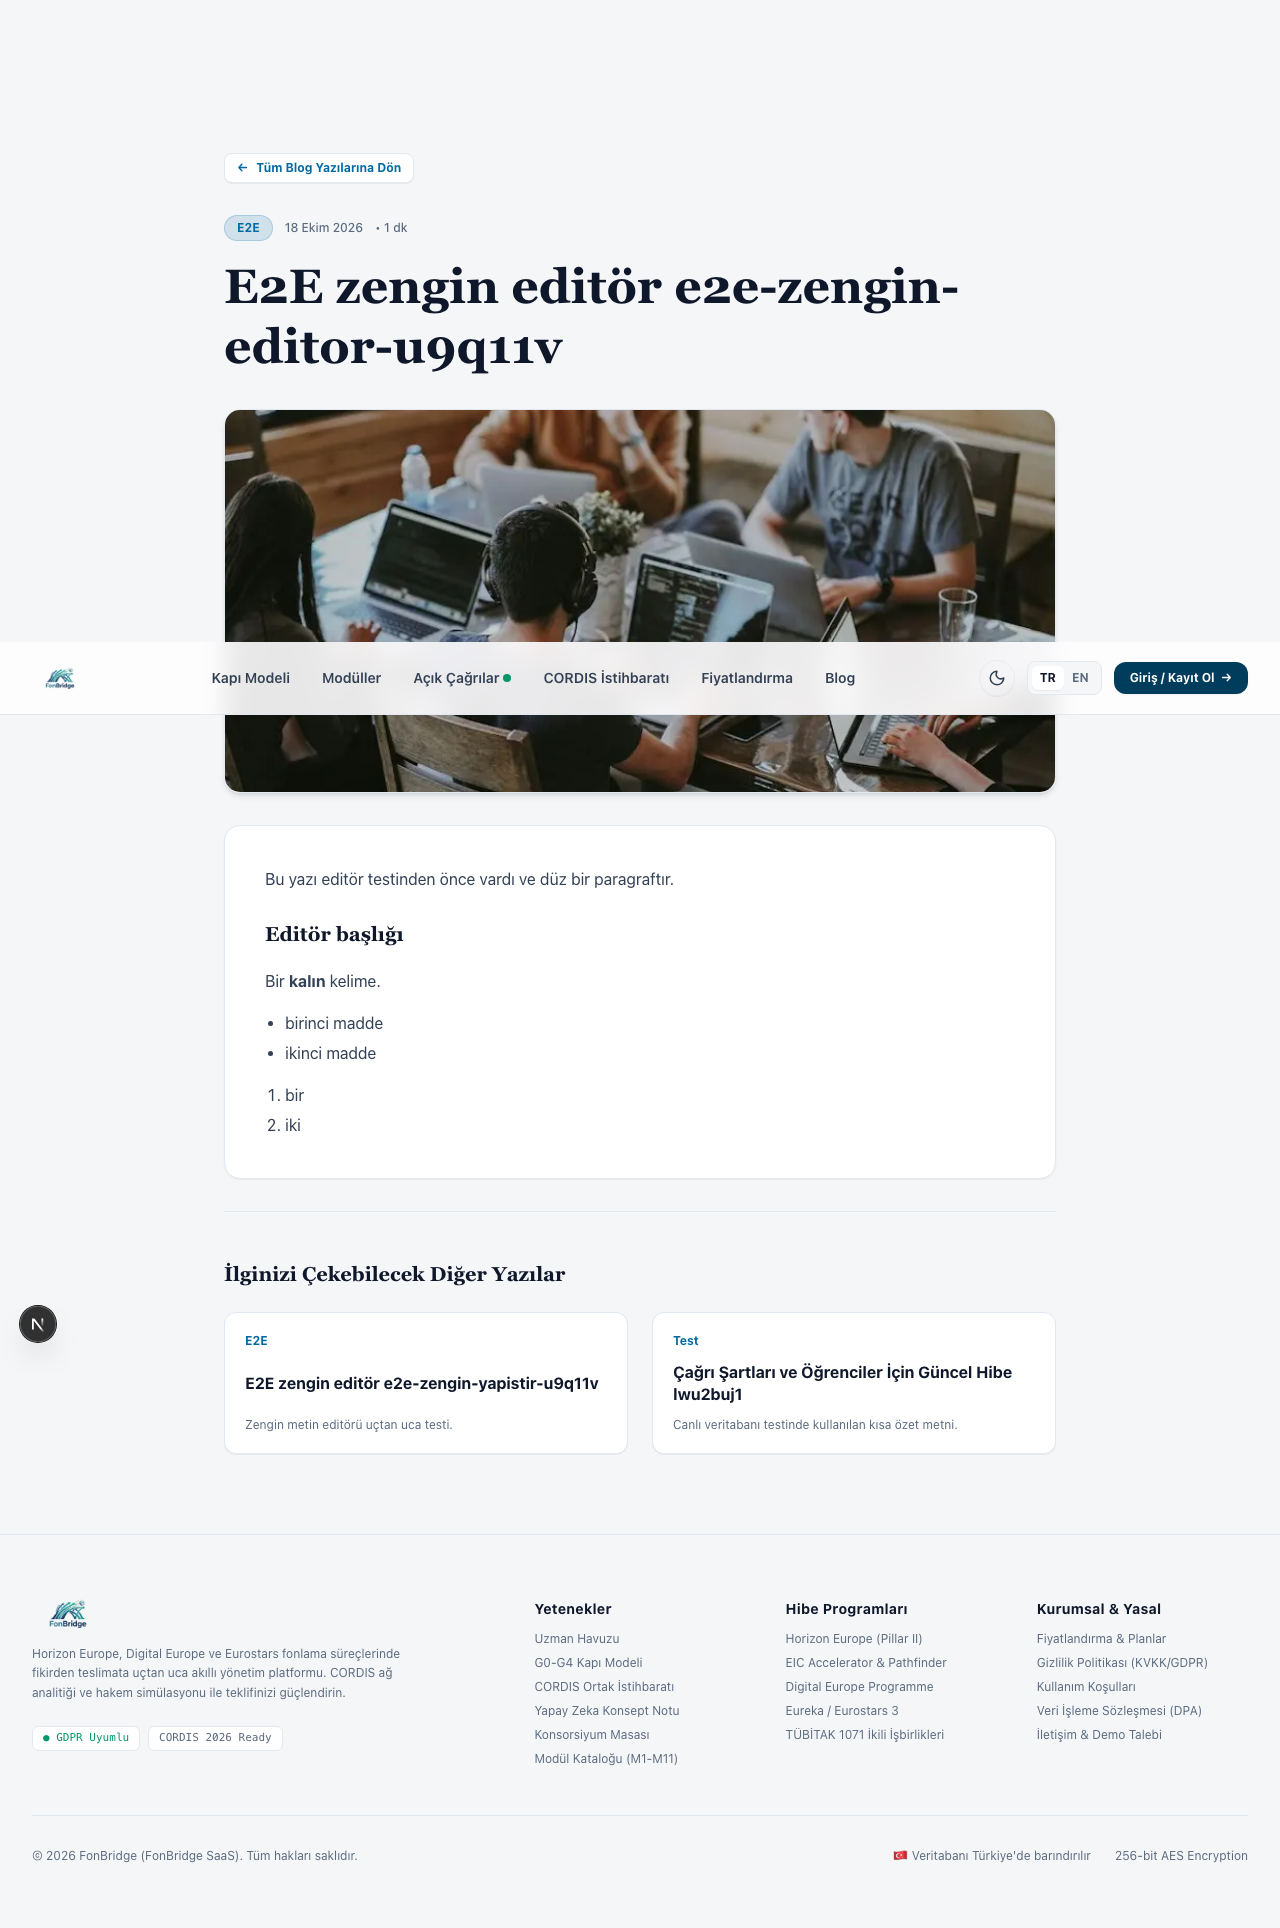 ← Tüm Blog Yazılarına Dön
E2E 18 Ekim 2026 • 1 dk
E2E zengin editör e2e-zengin-
editor-u9q11v
FonBridge
Kapı Modeli Modüller Açık Çağrılar CORDIS İstihbaratı Fiyatlandırma Blog TR EN Giriş / Kayıt Ol →
Bu yazı editör testinden önce vardı ve düz bir paragraftır.
Editör başlığı
Bir kalın kelime.
• birinci madde
• ikinci madde
1. bir
2. iki
İlginizi Çekebilecek Diğer Yazılar
E2E
E2E zengin editör e2e-zengin-yapistir-u9q11v
Zengin metin editörü uçtan uca testi.
Test
Çağrı Şartları ve Öğrenciler İçin Güncel Hibe
lwu2buj1
Canlı veritabanı testinde kullanılan kısa özet metni.
N
FonBridge
Horizon Europe, Digital Europe ve Eurostars fonlama süreçlerinde
fikirden teslimata uçtan uca akıllı yönetim platformu. CORDIS ağ
analitiği ve hakem simülasyonu ile teklifinizi güçlendirin.
● GDPR Uyumlu CORDIS 2026 Ready
Yetenekler
Uzman Havuzu
G0-G4 Kapı Modeli
CORDIS Ortak İstihbaratı
Yapay Zeka Konsept Notu
Konsorsiyum Masası
Modül Kataloğu (M1-M11)
Hibe Programları
Horizon Europe (Pillar II)
EIC Accelerator & Pathfinder
Digital Europe Programme
Eureka / Eurostars 3
TÜBİTAK 1071 İkili İşbirlikleri
Kurumsal & Yasal
Fiyatlandırma & Planlar
Gizlilik Politikası (KVKK/GDPR)
Kullanım Koşulları
Veri İşleme Sözleşmesi (DPA)
İletişim & Demo Talebi
© 2026 FonBridge (FonBridge SaaS). Tüm hakları saklıdır.
🇹🇷 Veritabanı Türkiye'de barındırılır 256-bit AES Encryption